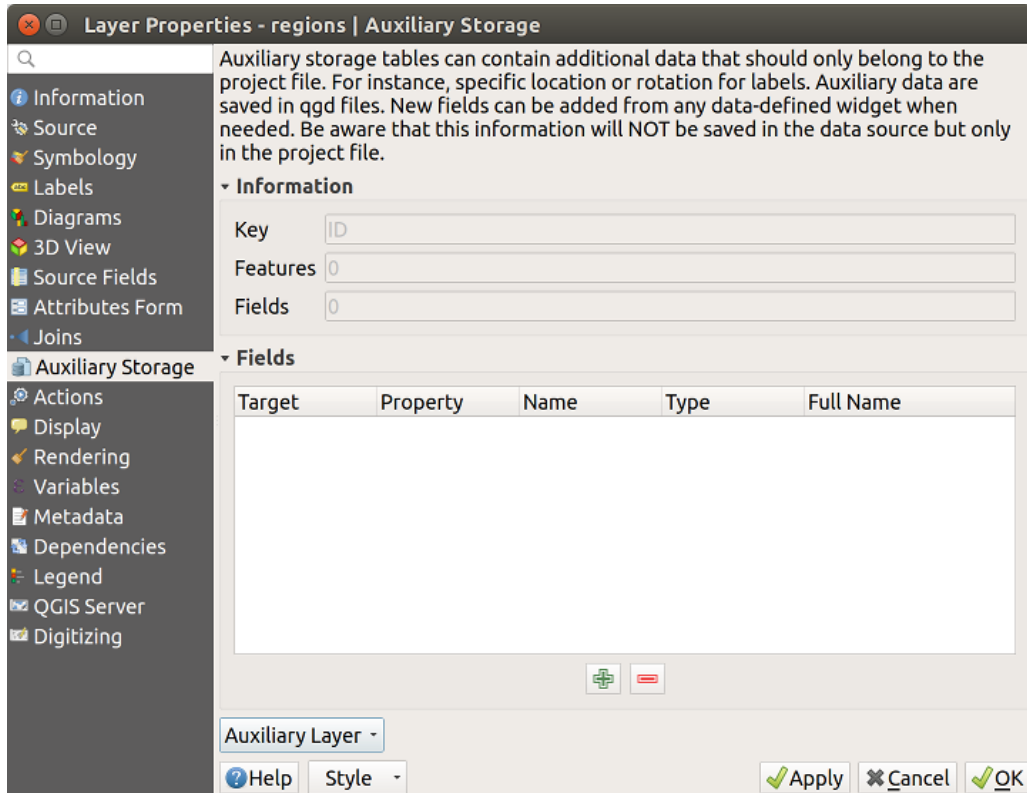 Layer Properties - regions | Auxiliary Storage
Information
Source
Symbology
Labels
Diagrams
3D View
Source Fields
Attributes Form
Joins
Auxiliary Storage
Actions
Display
Rendering
Variables
Metadata
Dependencies
Legend
QGIS Server
Digitizing
Auxiliary storage tables can contain additional data that should only belong to the
project file. For instance, specific location or rotation for labels. Auxiliary data are
saved in qgd files. New fields can be added from any data-defined widget when
needed. Be aware that this information will NOT be saved in the data source but only
in the project file.
Information
Key ID
Features 0
Fields 0
Fields
Target Property Name Type Full Name
Auxiliary Layer
Help Style Apply Cancel OK